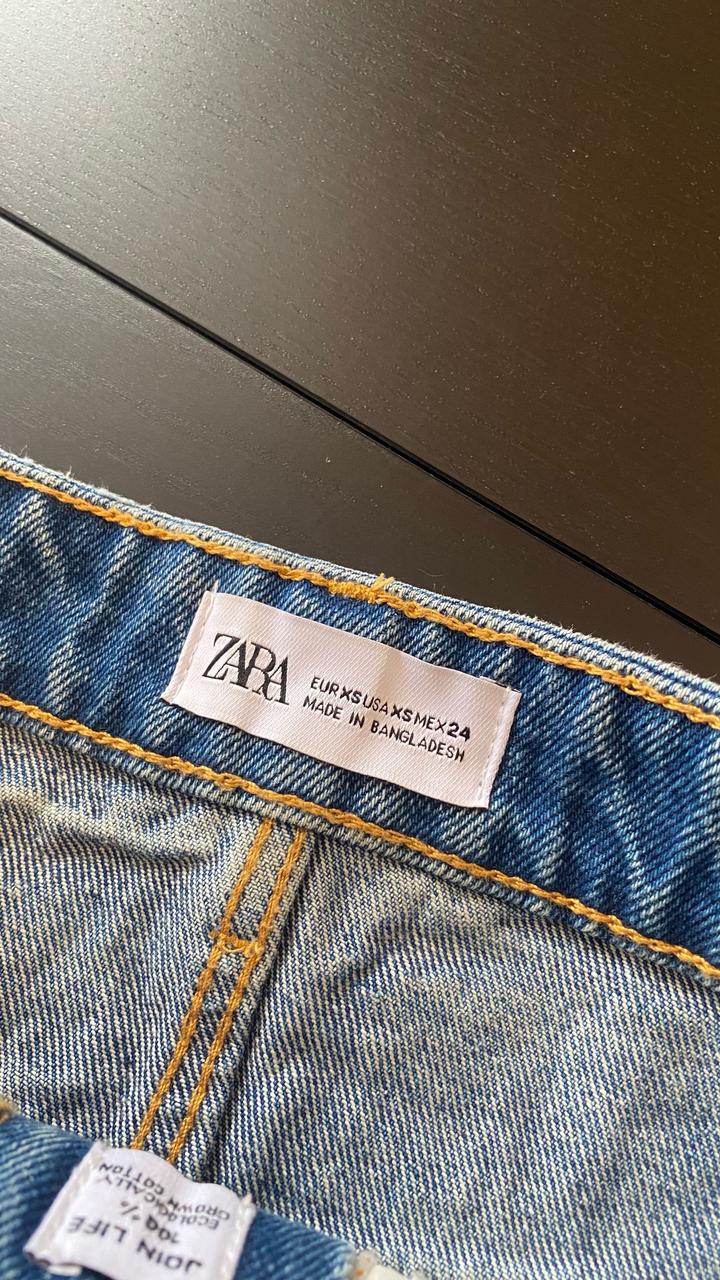 ZARA
EUR XS USA XS MEX 24
MADE IN BANGLADESH
JOIN LIFE
100%
ECOLOGICALLY
GROWN COTTON